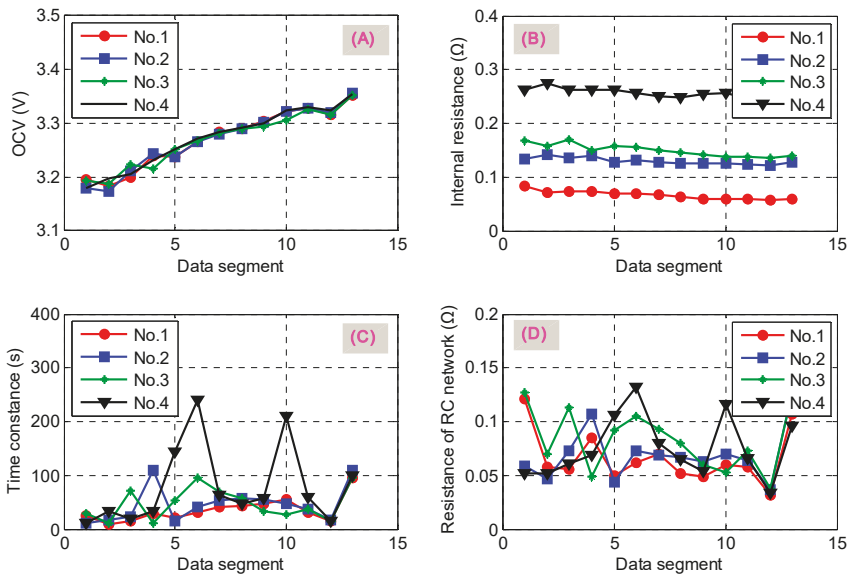 3.5
3.4
3.3
3.2
3.1
OCV (V)
No.1
No.2
No.3
No.4
(A)
0
5
10
15
Data segment
0.4
0.3
0.2
0.1
0
Internal resistance (Ω)
(B)
No.1
No.2
No.3
No.4
0
5
10
15
Data segment
400
300
200
100
0
Time constance (s)
No.1
No.2
No.3
No.4
(C)
0
5
10
15
Data segment
0.2
0.15
0.1
0.05
0
Resistance of RC network (Ω)
(D)
No.1
No.2
No.3
No.4
0
5
10
15
Data segment